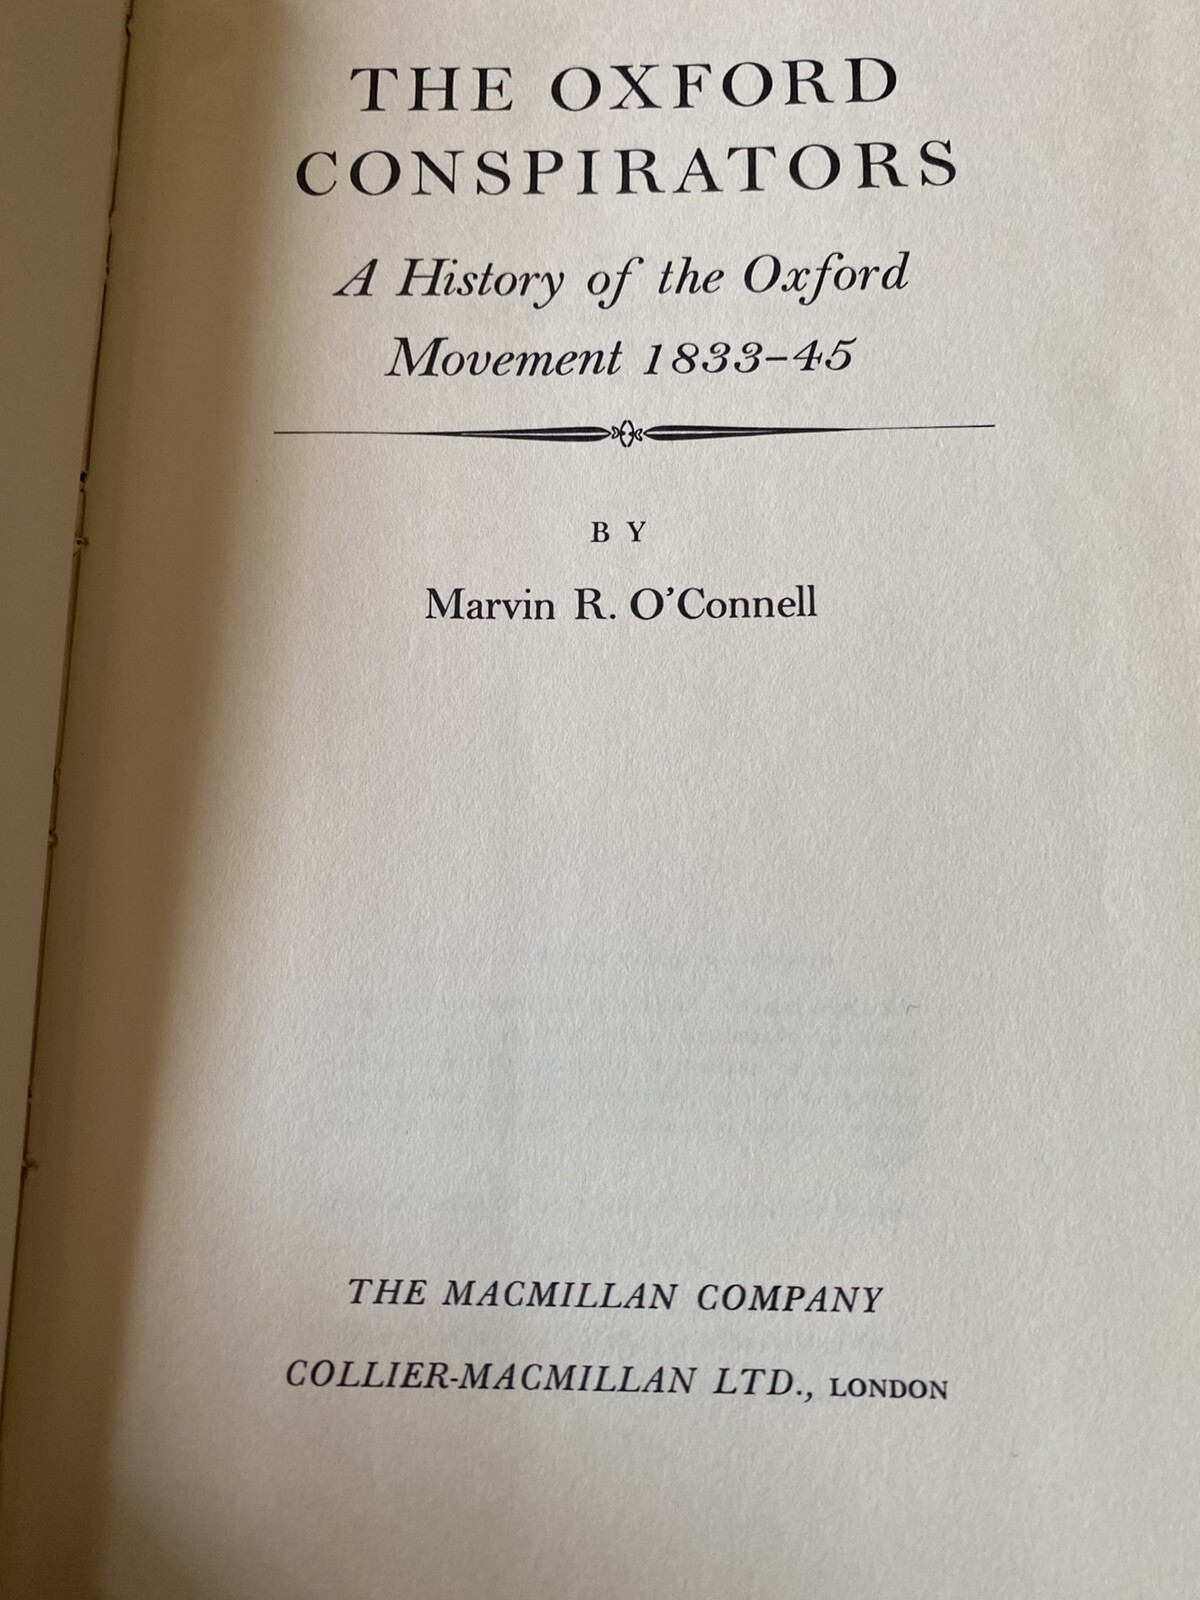 THE OXFORD
CONSPIRATORS
A History of the Oxford
Movement 1833–45
BY
Marvin R. O’Connell
THE MACMILLAN COMPANY
COLLIER-MACMILLAN LTD., LONDON